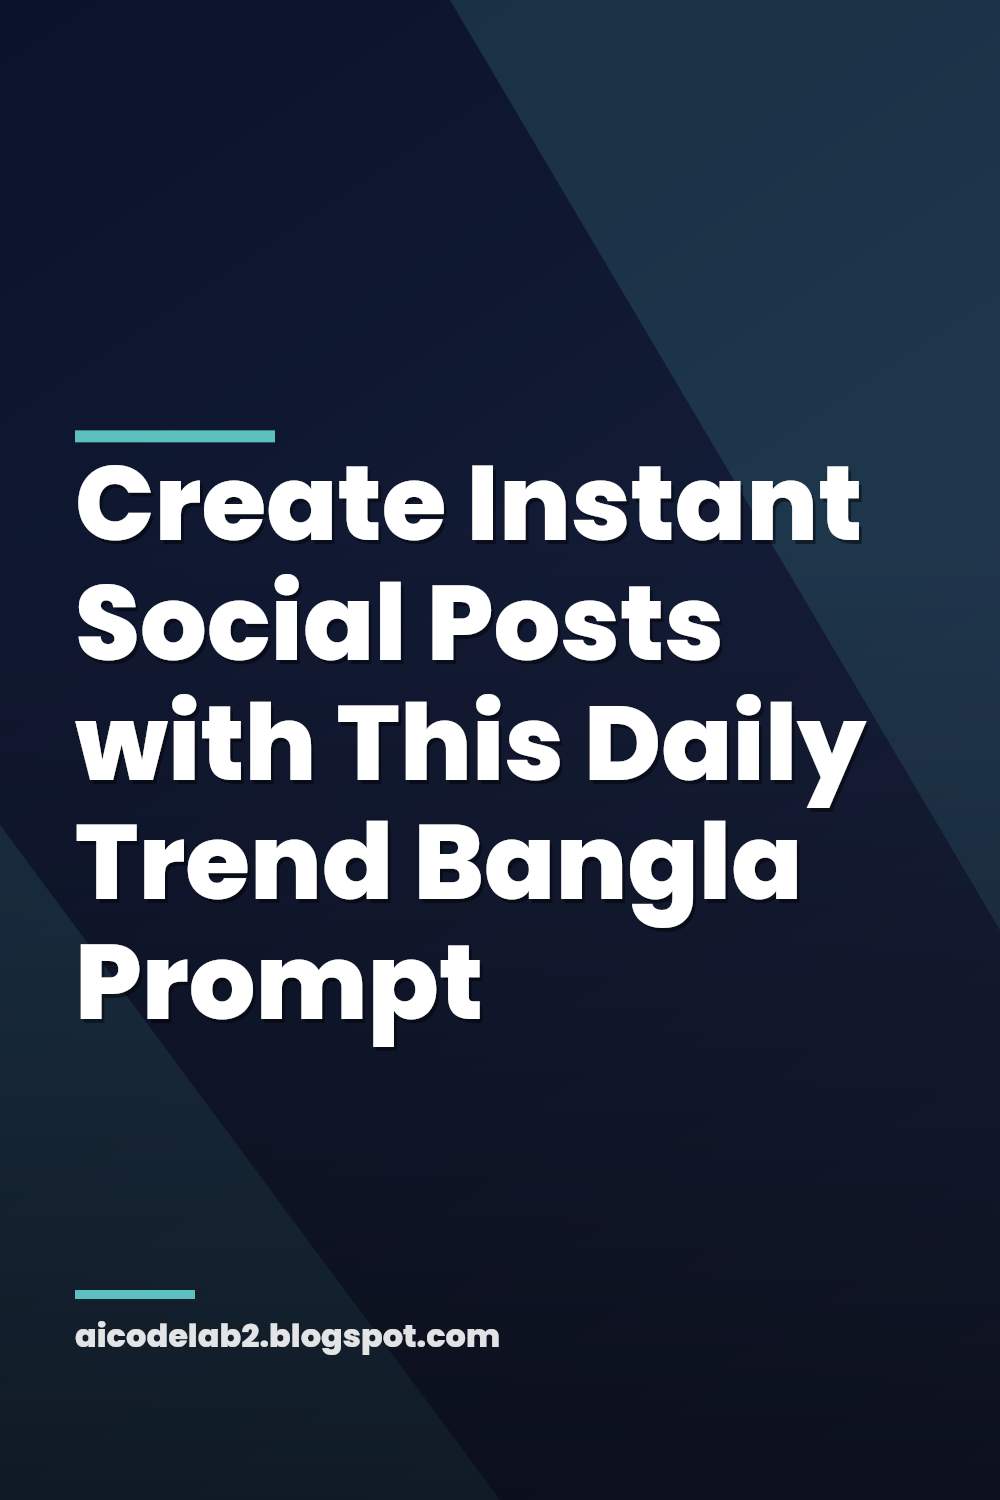 Create Instant
Social Posts
with This Daily
Trend Bangla
Prompt
aicodelab2.blogspot.com